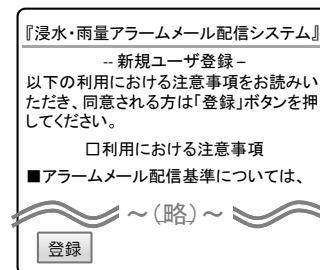 『浸水・雨量アラームメール配信システム』
-- 新規ユーザ登録 –
以下の利用における注意事項をお読みい
ただき、同意される方は「登録」ボタンを押
してください。
□利用における注意事項
■アラームメール配信基準については、
～（略）～
登録